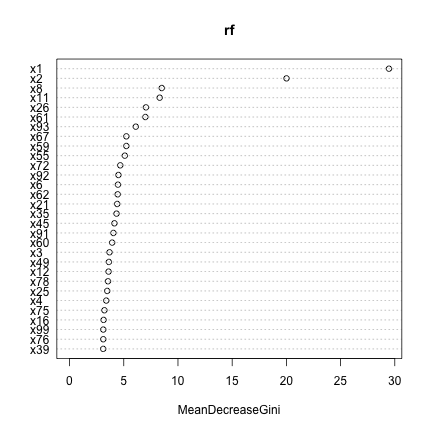 rf
x1
x2
x8
x11
x26
x61
x93
x67
x59
x55
x72
x92
x6
x62
x21
x35
x45
x91
x60
x3
x49
x12
x78
x25
x4
x75
x16
x99
x76
x39
0 5 10 15 20 25 30
MeanDecreaseGini